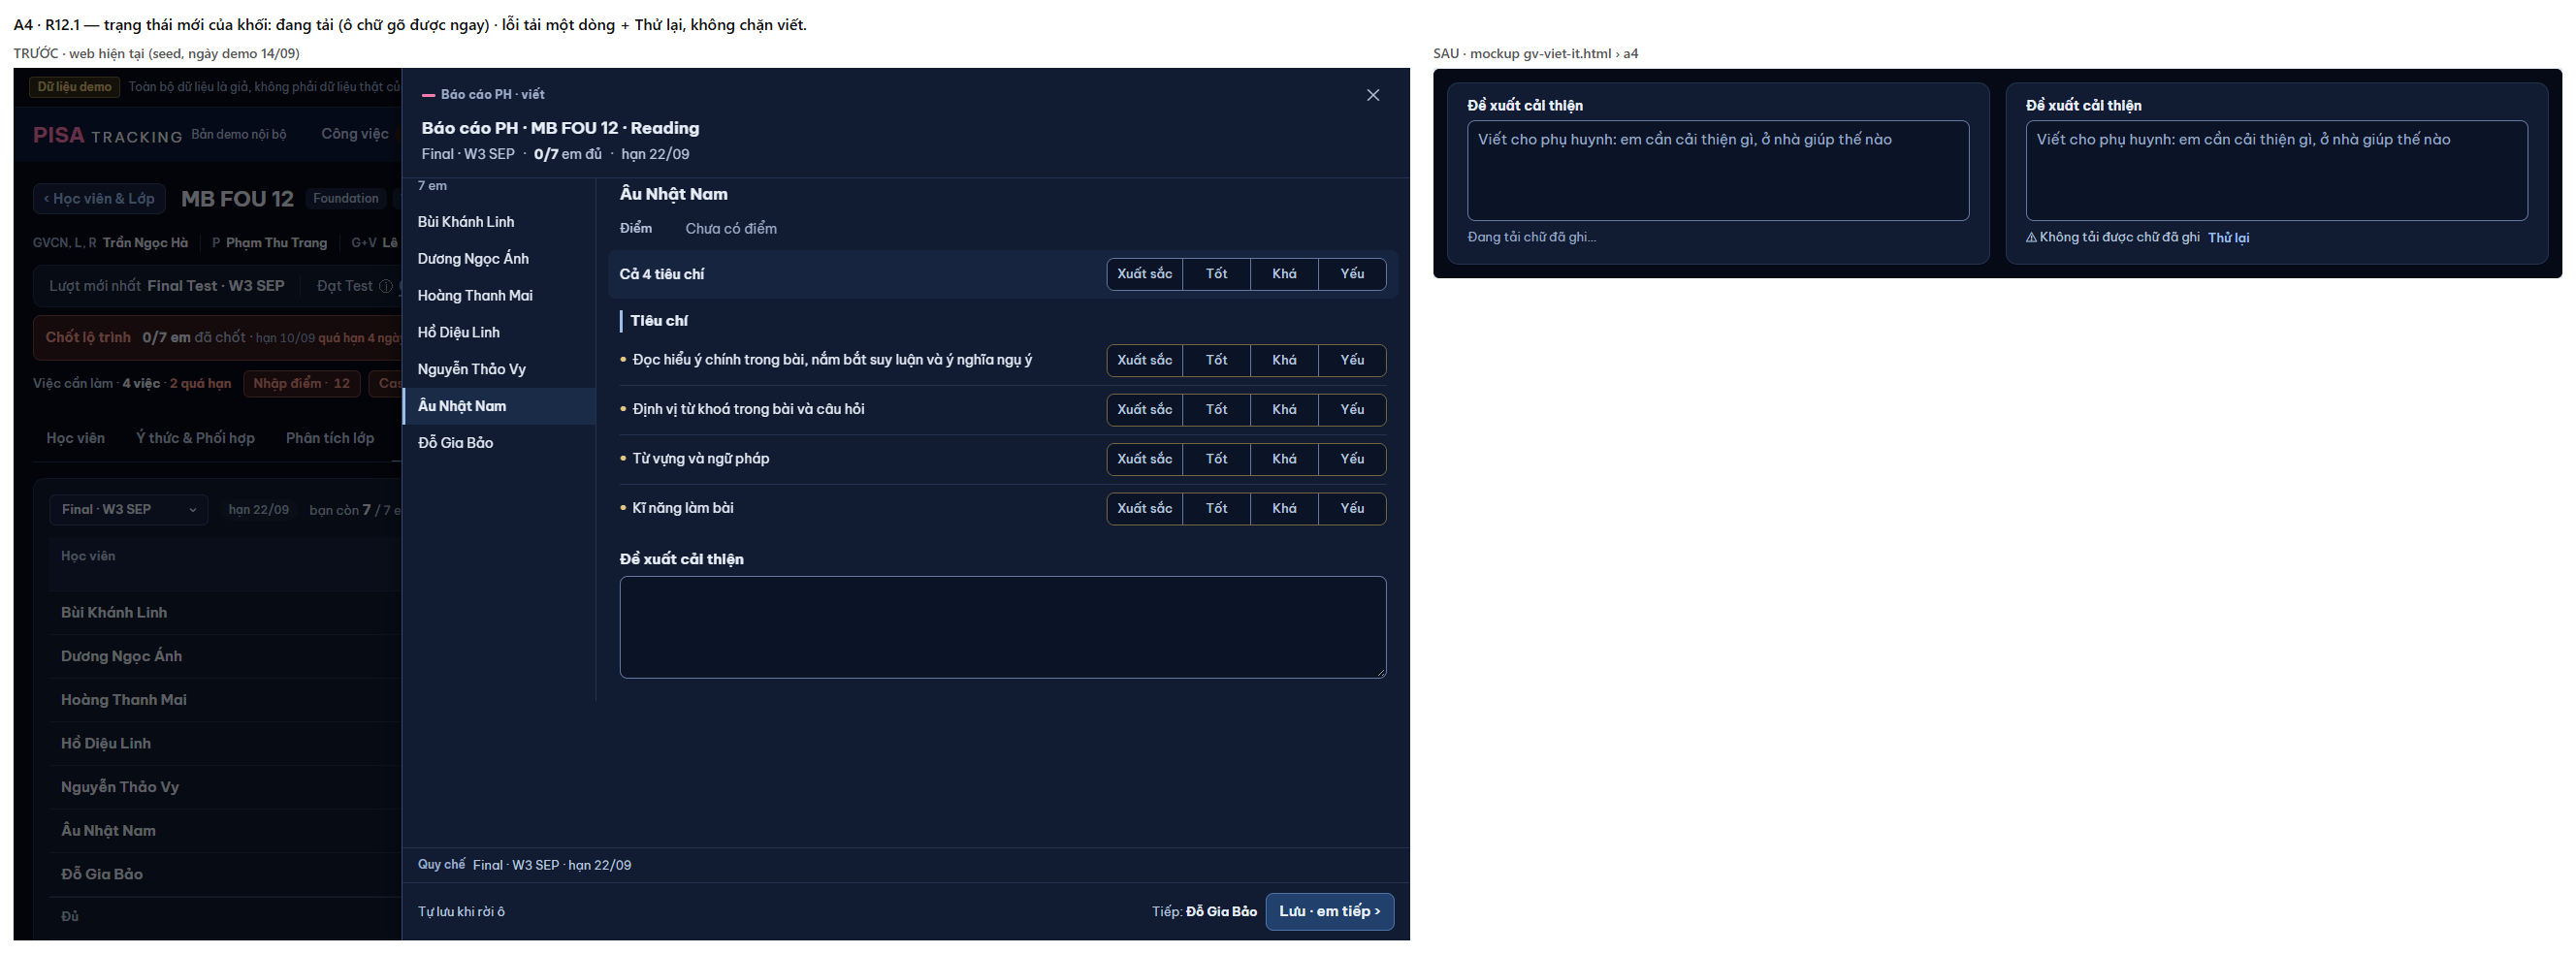 A4 · R12.1 — trạng thái mới của khối: đang tải (ô chữ gõ được ngay) · lỗi tải một dòng + Thử lại, không chặn viết.
TRƯỚC · web hiện tại (seed, ngày demo 14/09)
Dữ liệu demo Toàn bộ dữ liệu là giả, không phải dữ liệu thật củ
PISA TRACKING Bản demo nội bộ Công việc
‹ Học viên & Lớp MB FOU 12 Foundation
GVCN, L, R Trần Ngọc Hà P Phạm Thu Trang G+V Lê
Lượt mới nhất Final Test · W3 SEP Đạt Test
Chốt lộ trình 0/7 em đã chốt · hạn 10/09 quá hạn 4 ngày
Việc cần làm · 4 việc · 2 quá hạn Nhập điểm · 12 Cas
Học viên Ý thức & Phối hợp Phân tích lớp
Final · W3 SEP hạn 22/09 bạn còn 7 / 7 e
Học viên
Bùi Khánh Linh
Dương Ngọc Ánh
Hoàng Thanh Mai
Hồ Diệu Linh
Nguyễn Thảo Vy
Âu Nhật Nam
Đỗ Gia Bảo
Đủ
Báo cáo PH · viết
Báo cáo PH · MB FOU 12 · Reading
Final · W3 SEP · 0/7 em đủ · hạn 22/09
7 em
Bùi Khánh Linh
Dương Ngọc Ánh
Hoàng Thanh Mai
Hồ Diệu Linh
Nguyễn Thảo Vy
Âu Nhật Nam
Đỗ Gia Bảo
Âu Nhật Nam
Điểm Chưa có điểm
Cả 4 tiêu chí Xuất sắc Tốt Khá Yếu
Tiêu chí
Đọc hiểu ý chính trong bài, nắm bắt suy luận và ý nghĩa ngụ ý Xuất sắc Tốt Khá Yếu
Định vị từ khoá trong bài và câu hỏi Xuất sắc Tốt Khá Yếu
Từ vựng và ngữ pháp Xuất sắc Tốt Khá Yếu
Kĩ năng làm bài Xuất sắc Tốt Khá Yếu
Đề xuất cải thiện
Quy chế Final · W3 SEP · hạn 22/09
Tự lưu khi rời ô Tiếp: Đỗ Gia Bảo Lưu · em tiếp ›
SAU · mockup gv-viet-it.html › a4
Đề xuất cải thiện
Viết cho phụ huynh: em cần cải thiện gì, ở nhà giúp thế nào
Đang tải chữ đã ghi...
Đề xuất cải thiện
Viết cho phụ huynh: em cần cải thiện gì, ở nhà giúp thế nào
⚠ Không tải được chữ đã ghi Thử lại